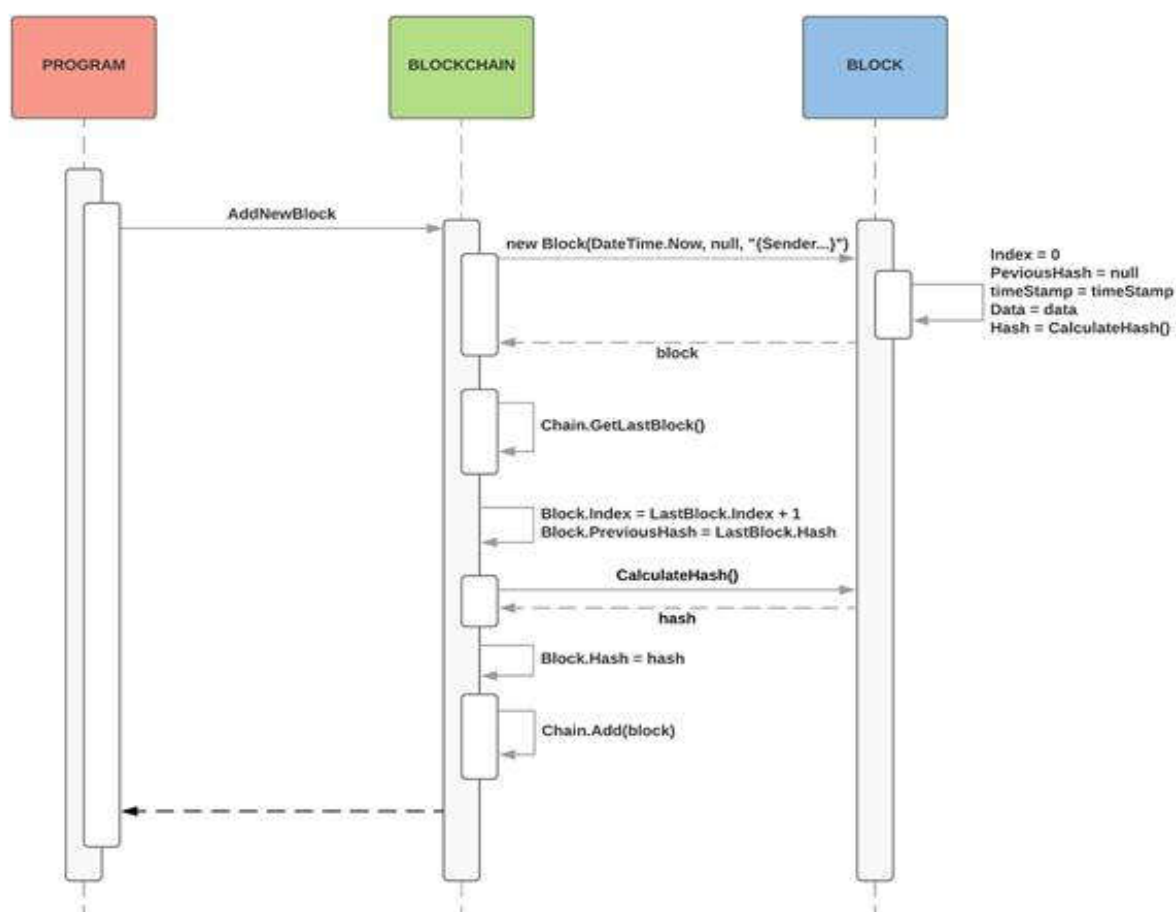 PROGRAM
BLOCKCHAIN
BLOCK
AddNewBlock
new Block(DateTime.Now, null, "{Sender...}")
Index = 0
PeviousHash = null
timeStamp = timeStamp
Data = data
Hash = CalculateHash()
block
Chain.GetLastBlock()
Block.Index = LastBlock.Index + 1
Block.PreviousHash = LastBlock.Hash
CalculateHash()
hash
Block.Hash = hash
Chain.Add(block)